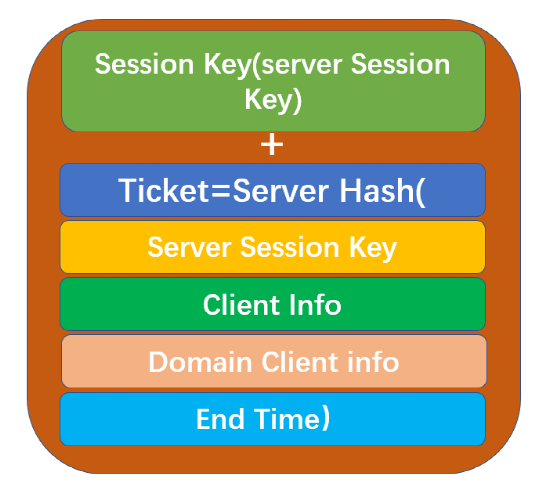 Session Key(server Session
Key)
+
Ticket=Server Hash(
Server Session Key
Client Info
Domain Client info
End Time)